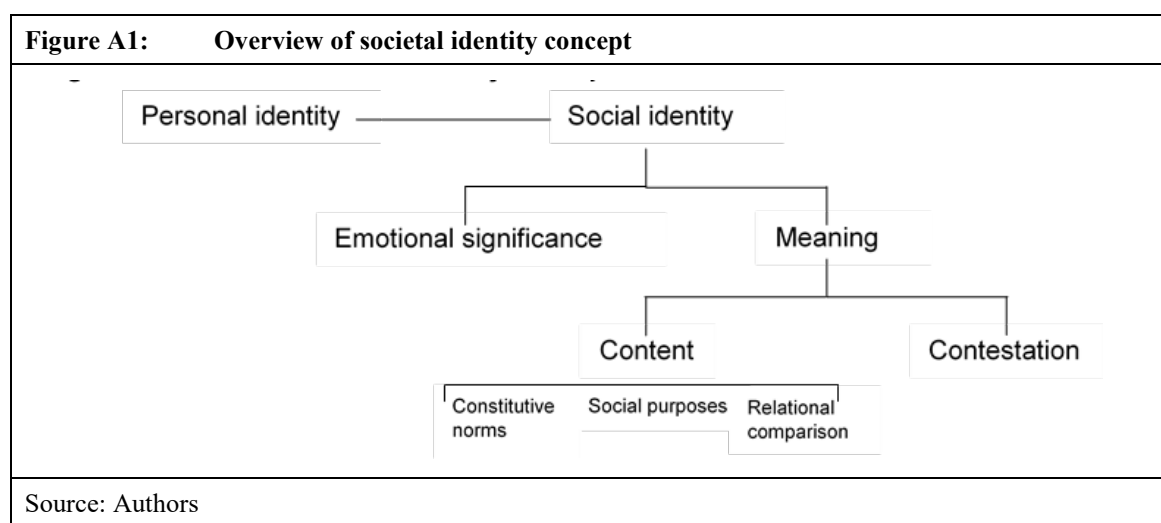 Figure A1: Overview of societal identity concept
Personal identity
Social identity
Emotional significance
Meaning
Content
Contestation
Constitutive
norms
Social purposes
Relational
comparison
Source: Authors